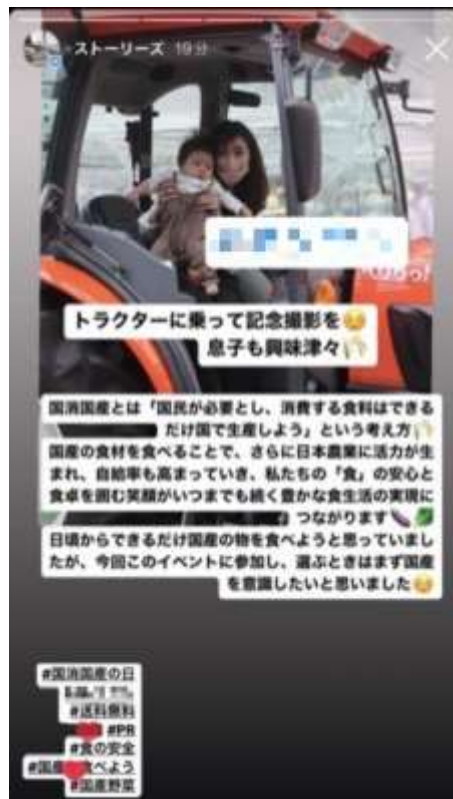 ストーリーズ 19分
トラクターに乗って記念撮影を😊
息子も興味津々
国消国産とは「国民が必要とし、消費する食料はできる
だけ国で生産しよう」という考え方
国産の食材を食べることで、さらに日本農業に活力が生
まれ、自給率も高まっていき、私たちの「食」の安心と
食卓を囲む笑顔がいつまでも続く豊かな食生活の実現に
つながります🍆🥦
日頃からできるだけ国産の物を食べようと思っていまし
たが、今回このイベントに参加し、選ぶときはまず国産
を意識したいと思いました😊
#国消国産の日
#送料無料
#PR
#食の安全
#国産 食べよう
#国産野菜